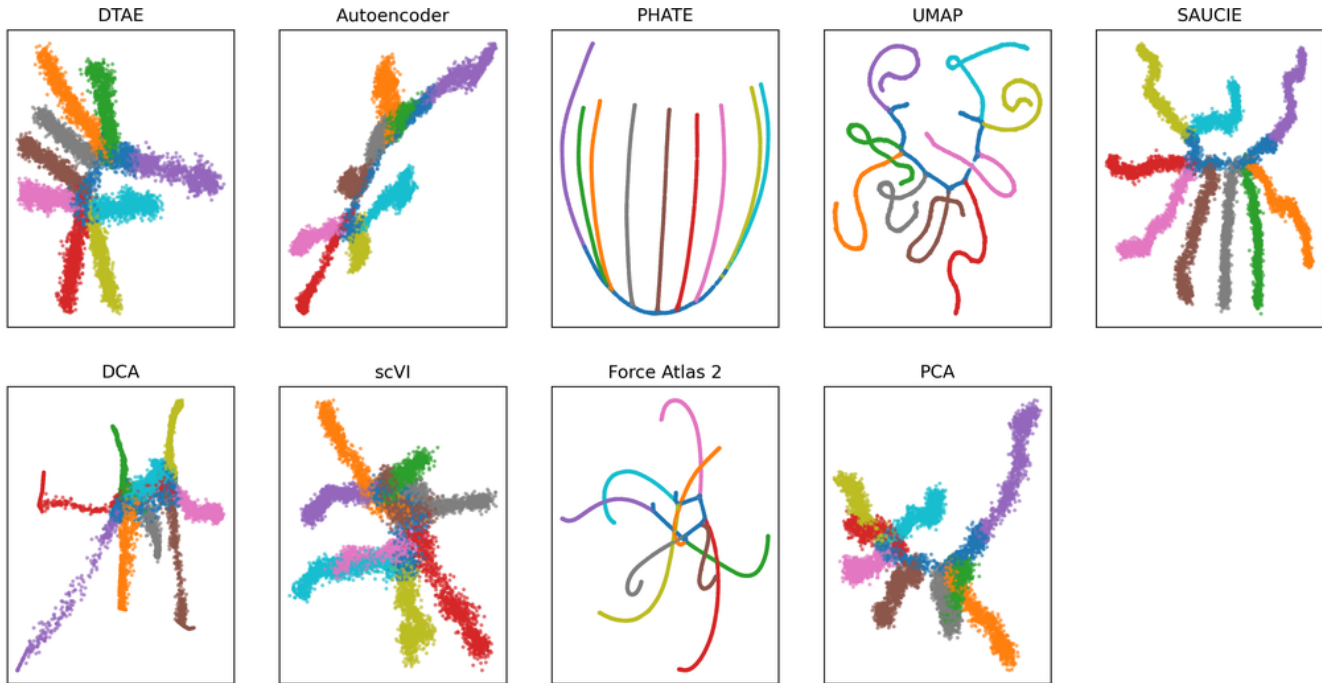 DTAE
Autoencoder
PHATE
UMAP
SAUCIE
DCA
scVI
Force Atlas 2
PCA